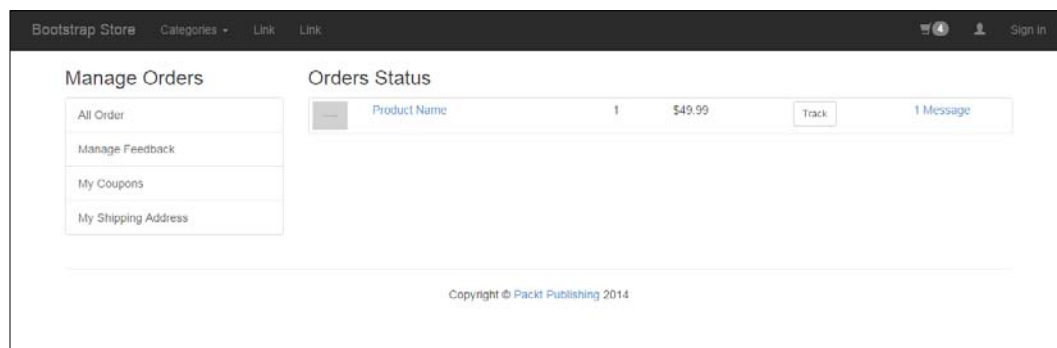 Bootstrap Store Categories Link Link 4 Sign in
Manage Orders
All Order
Manage Feedback
My Coupons
My Shipping Address
Orders Status
Product Name 1 $49.99 Track 1 Message
Copyright © Packt Publishing 2014